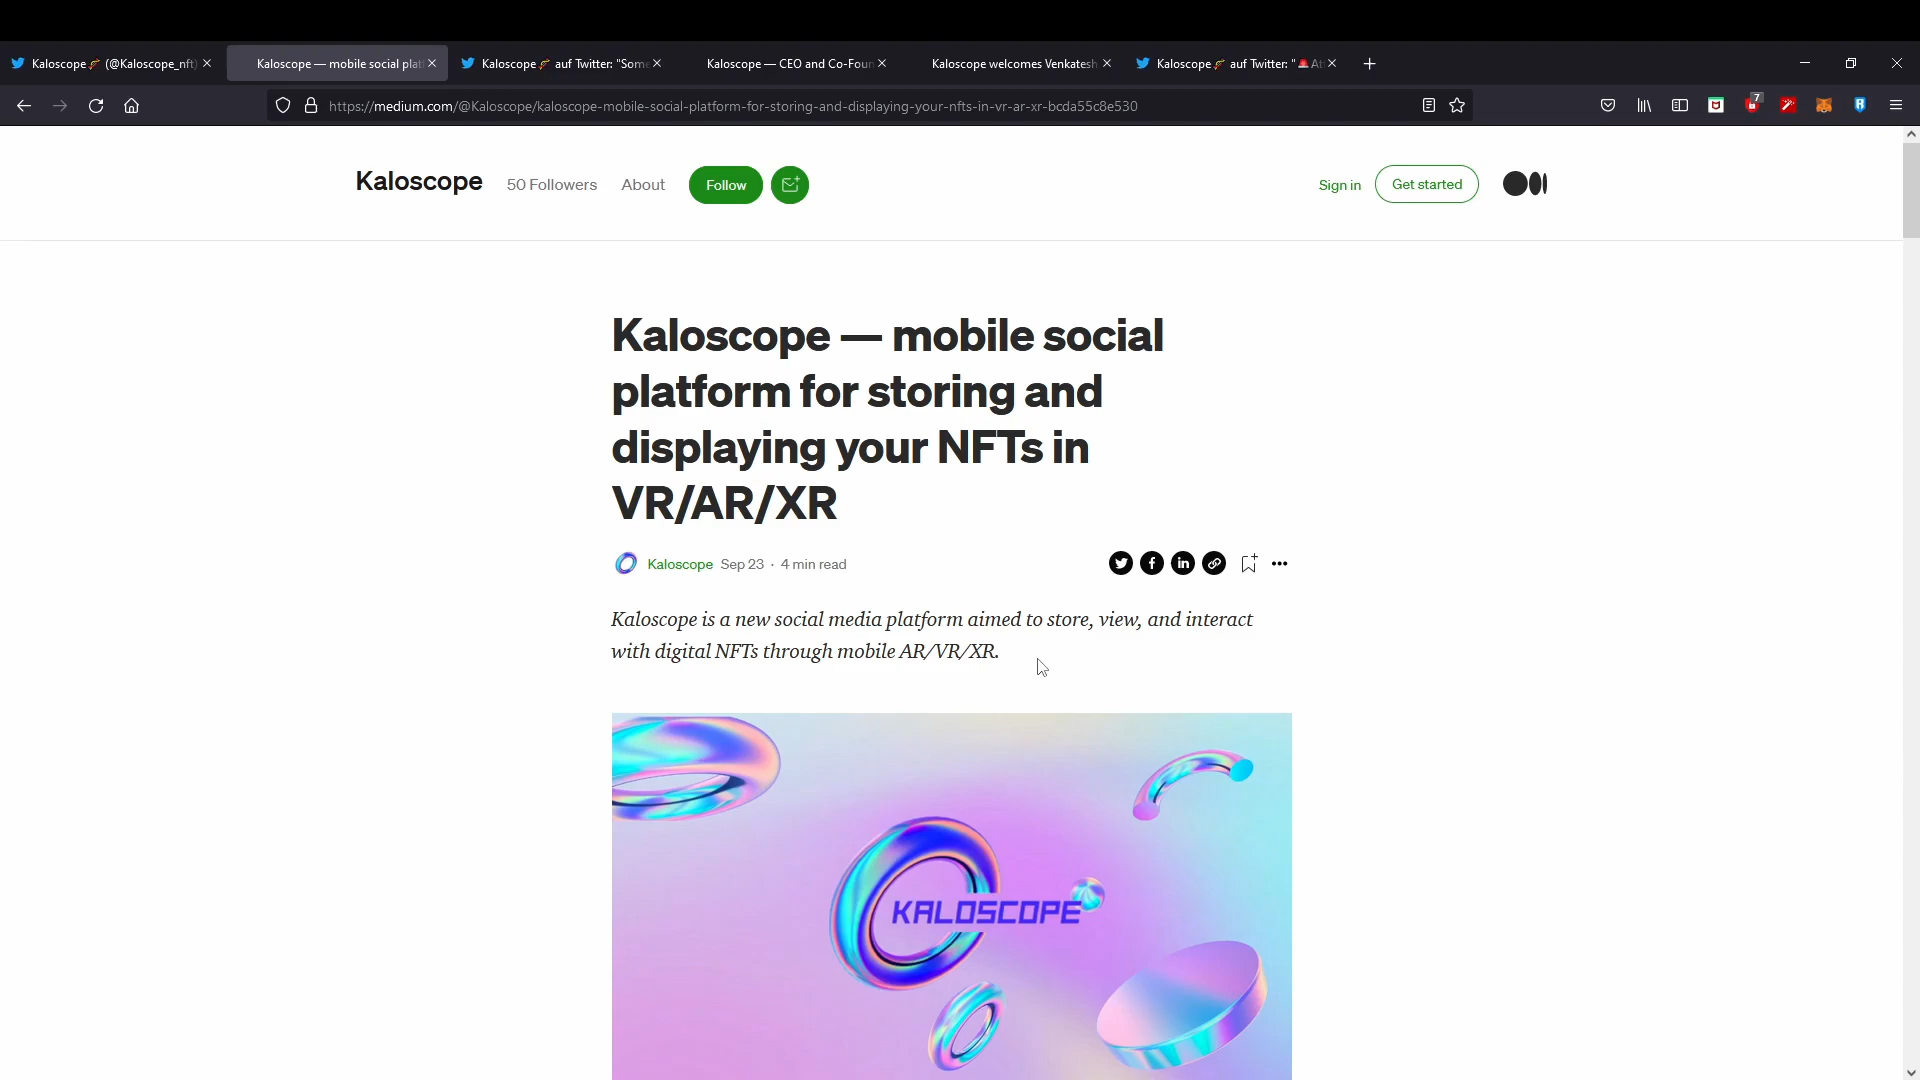 Kaloscope (@Kaloscope_nft)
Kaloscope — mobile social plat
Kaloscope auf Twitter: "Some
Kaloscope — CEO and Co-Foun
Kaloscope welcomes Venkatesh
Kaloscope auf Twitter: "At
https://medium.com/@Kaloscope/kaloscope-mobile-social-platform-for-storing-and-displaying-your-nfts-in-vr-ar-xr-bcda55c8e530
7
Kaloscope
50 Followers
About
Follow
Sign in
Get started
Kaloscope — mobile social
platform for storing and
displaying your NFTs in
VR/AR/XR
Kaloscope Sep 23 · 4 min read
Kaloscope is a new social media platform aimed to store, view, and interact
with digital NFTs through mobile AR/VR/XR.
KALOSCOPE